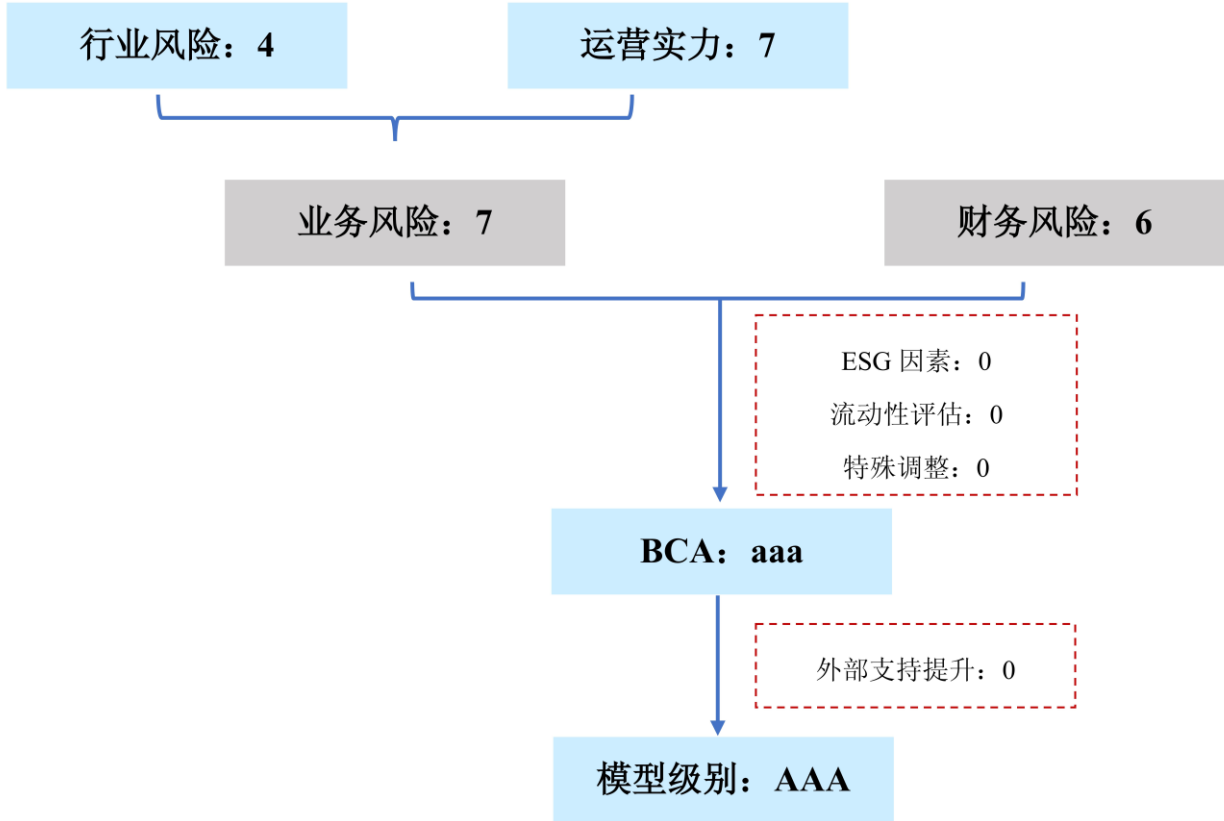 行业风险：4
运营实力：7
业务风险：7
财务风险：6
ESG 因素：0
流动性评估：0
特殊调整：0
BCA：aaa
外部支持提升：0
模型级别：AAA